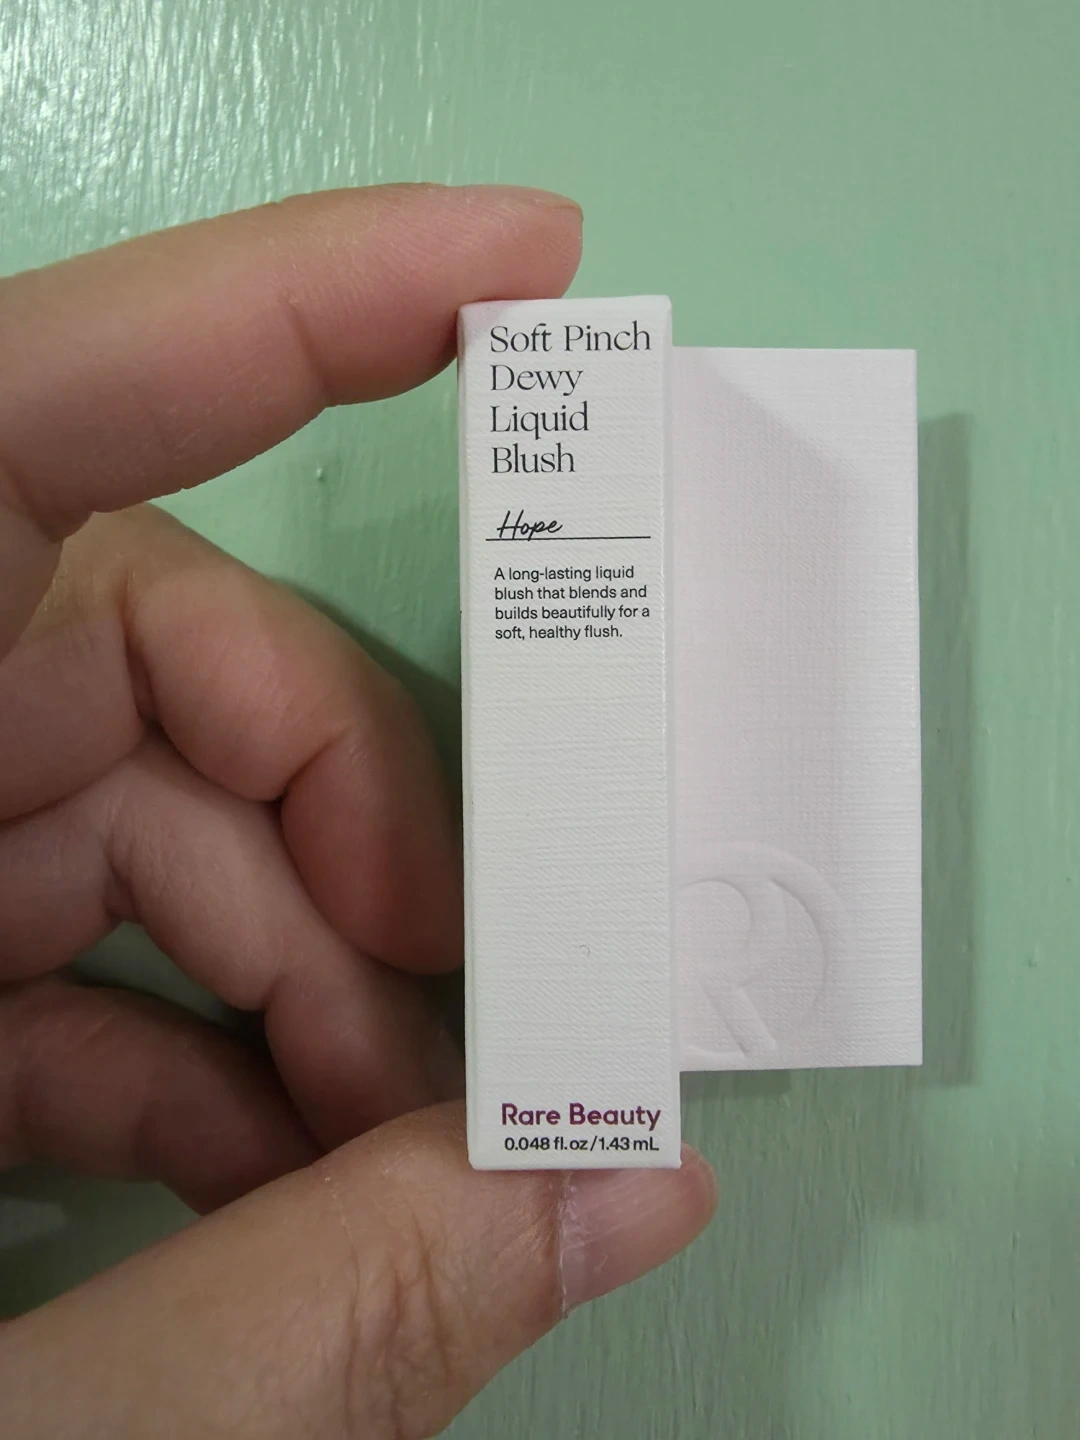 Soft Pinch
Dewy
Liquid
Blush
Hope
A long-lasting liquid
blush that blends and
builds beautifully for a
soft, healthy flush.
R
Rare Beauty
0.048 fl.oz/1.43 mL